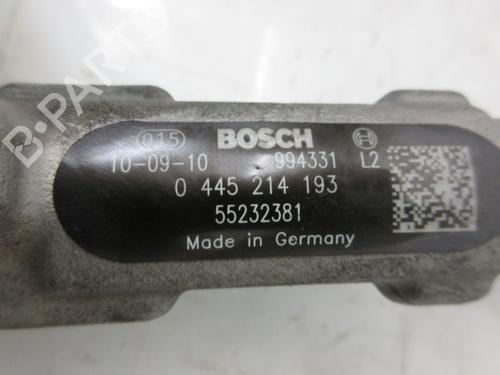 B-PARTS
015 BOSCH
10-09-10 994331 L2
0 445 214 193
55232381
Made in Germany